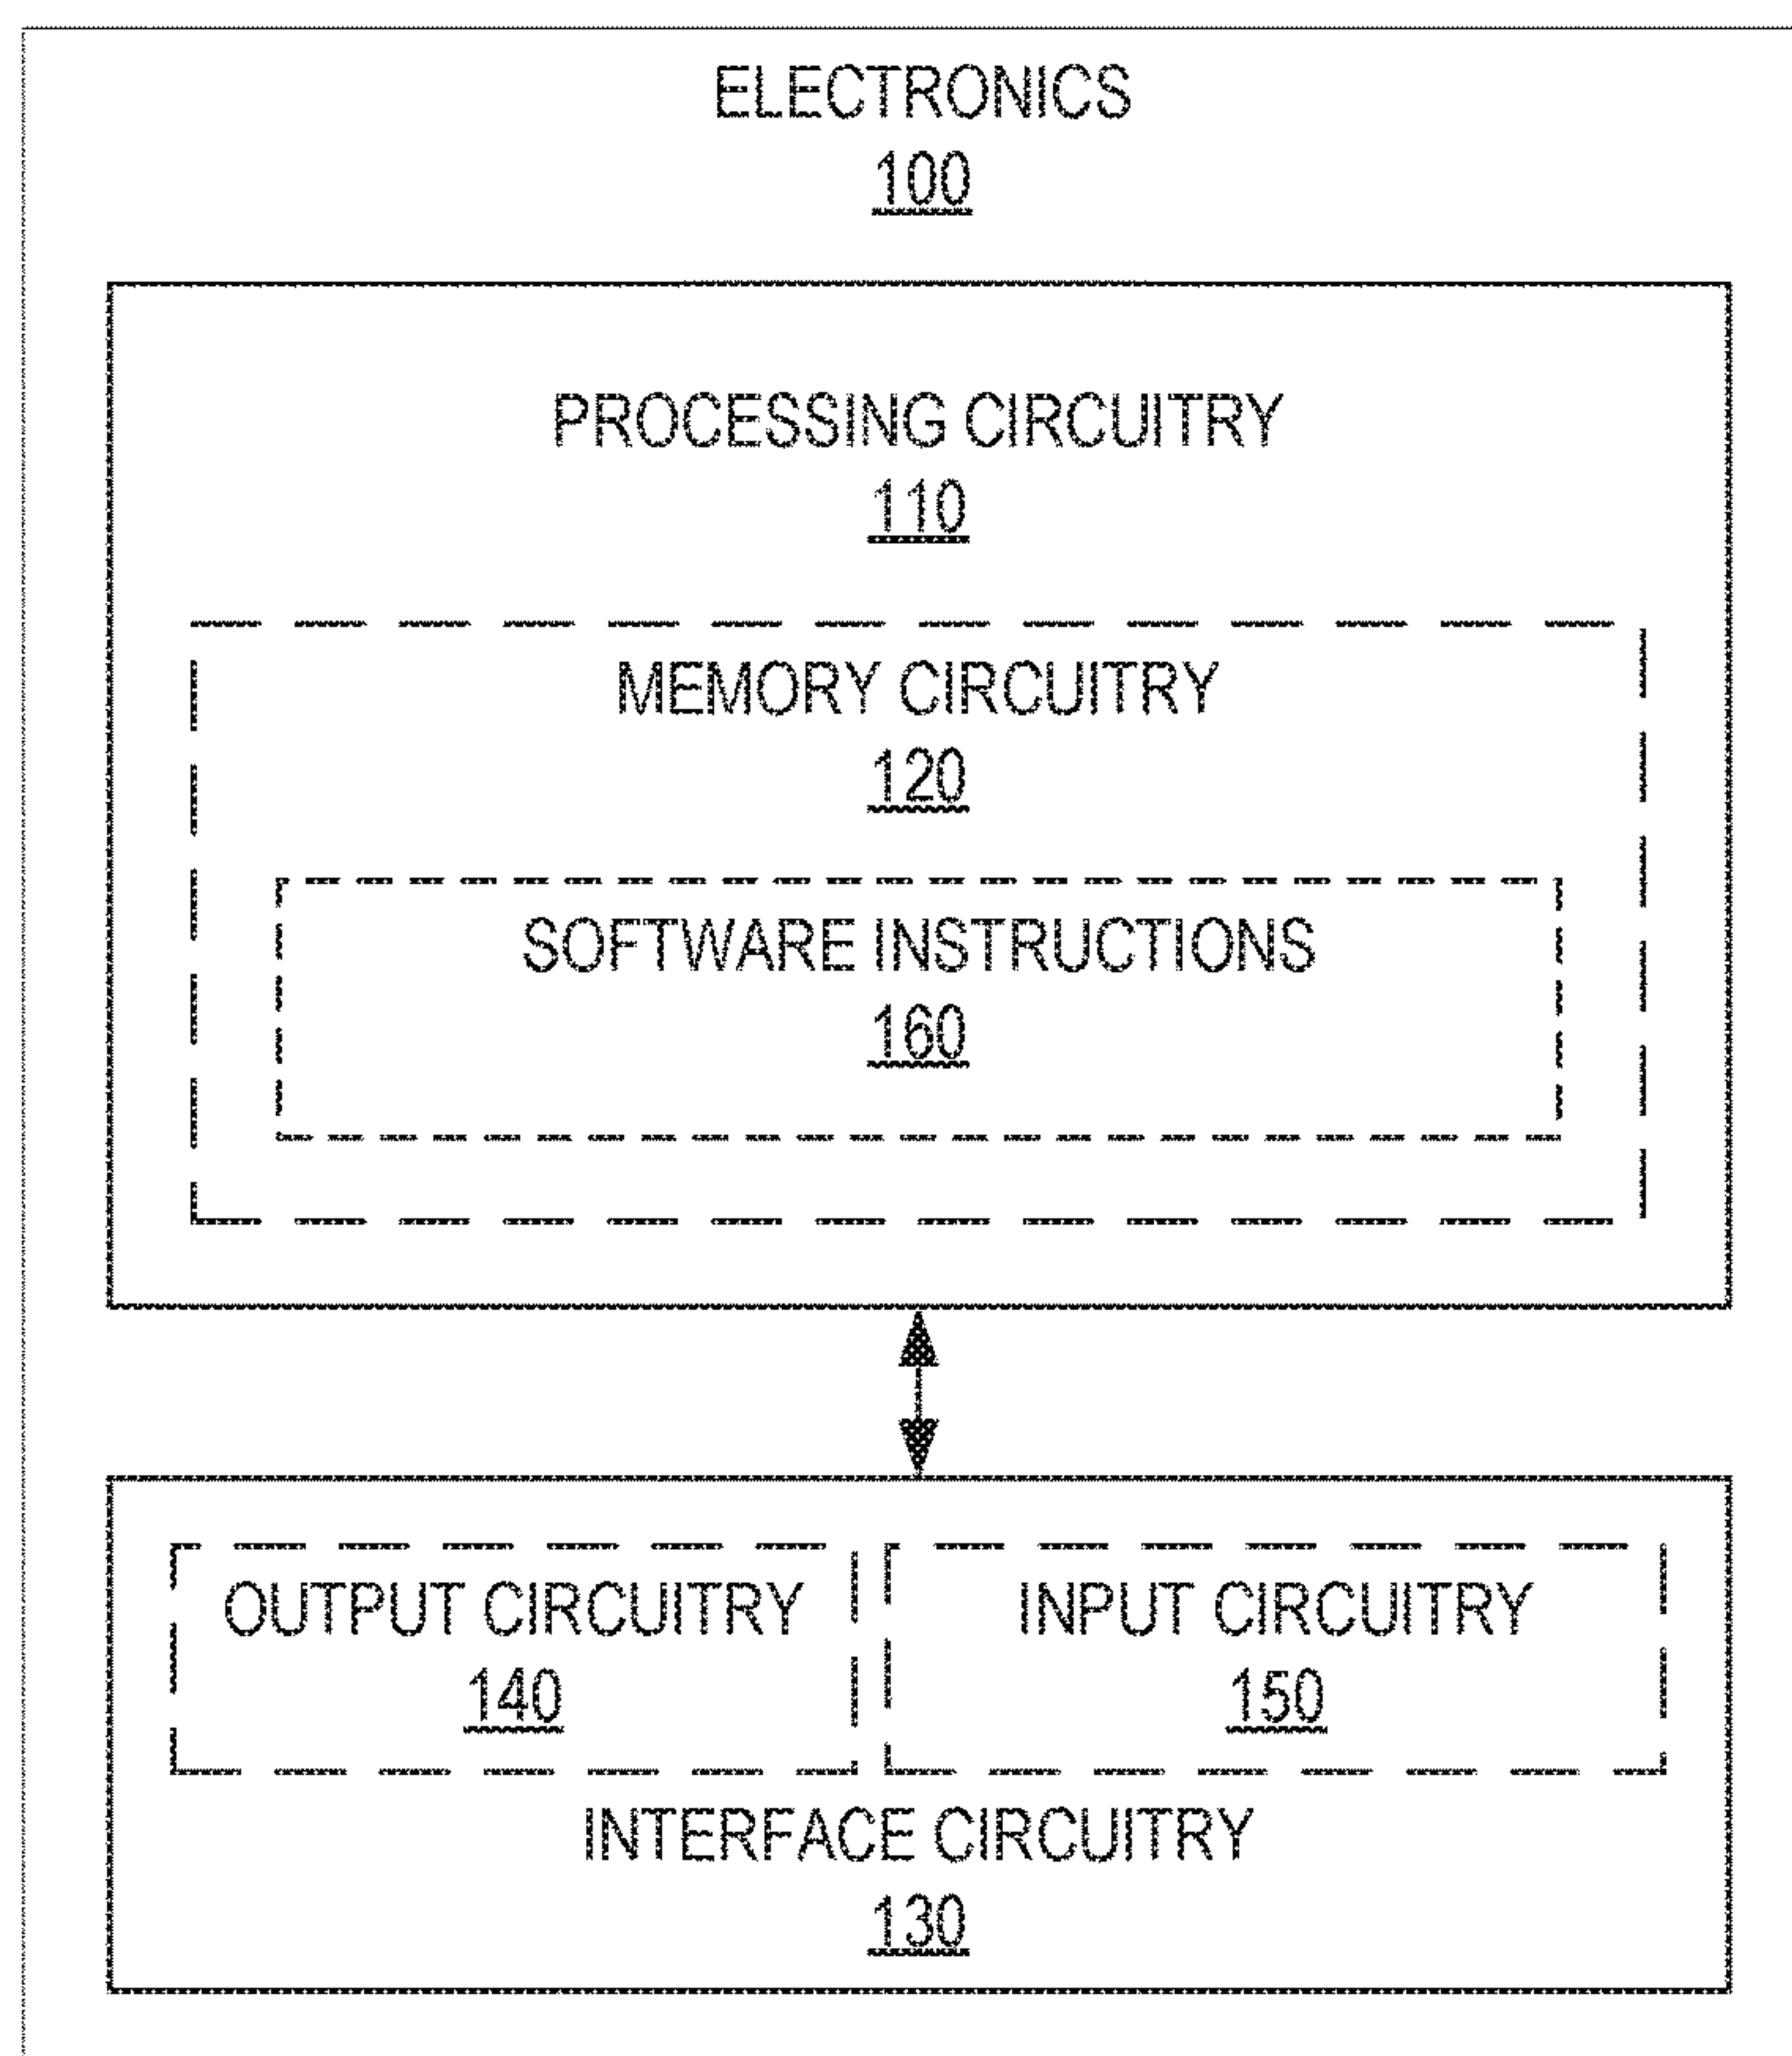 ELECTRONICS
100
PROCESSING CIRCUITRY
110
MEMORY CIRCUITRY
120
SOFTWARE INSTRUCTIONS
160
OUTPUT CIRCUITRY
140
INPUT CIRCUITRY
150
INTERFACE CIRCUITRY
130